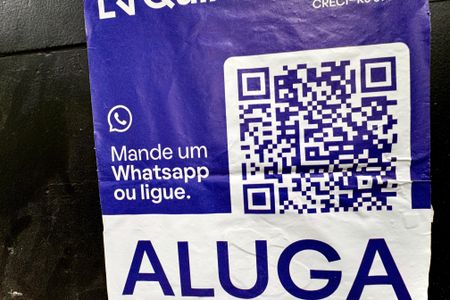 Mande um
Whatsapp
ou ligue.
ALUGA